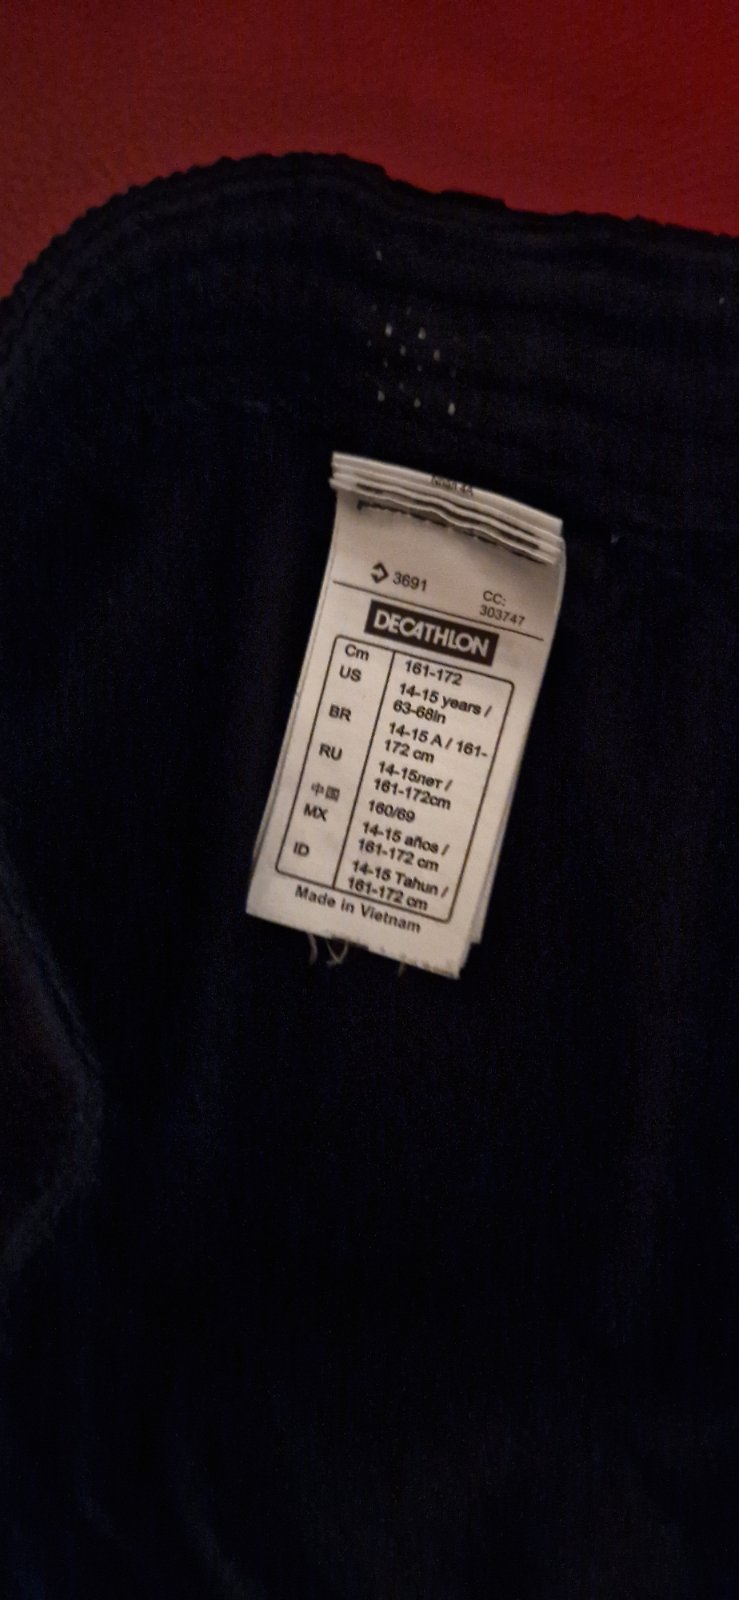 3691
CC:
303747
DECATHLON
Cm 161-172
US 14-15 years /
63-68in
BR 14-15 A / 161-
172 cm
RU 14-15лет /
161-172cm
中国 160/69
MX 14-15 años /
161-172 cm
ID 14-15 Tahun /
161-172 cm
Made in Vietnam